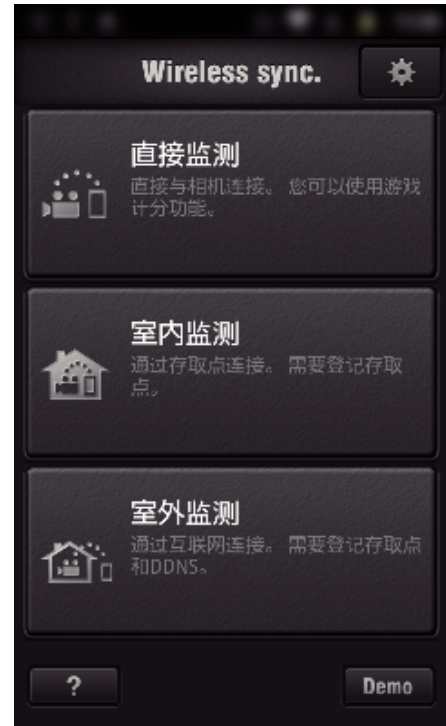 Wireless sync.
直接监测
直接与相机连接。 您可以使用游戏
计分功能。
室内监测
通过存取点连接。 需要登记存取
点。
室外监测
通过互联网连接。 需要登记存取点
和DDNS。
?
Demo